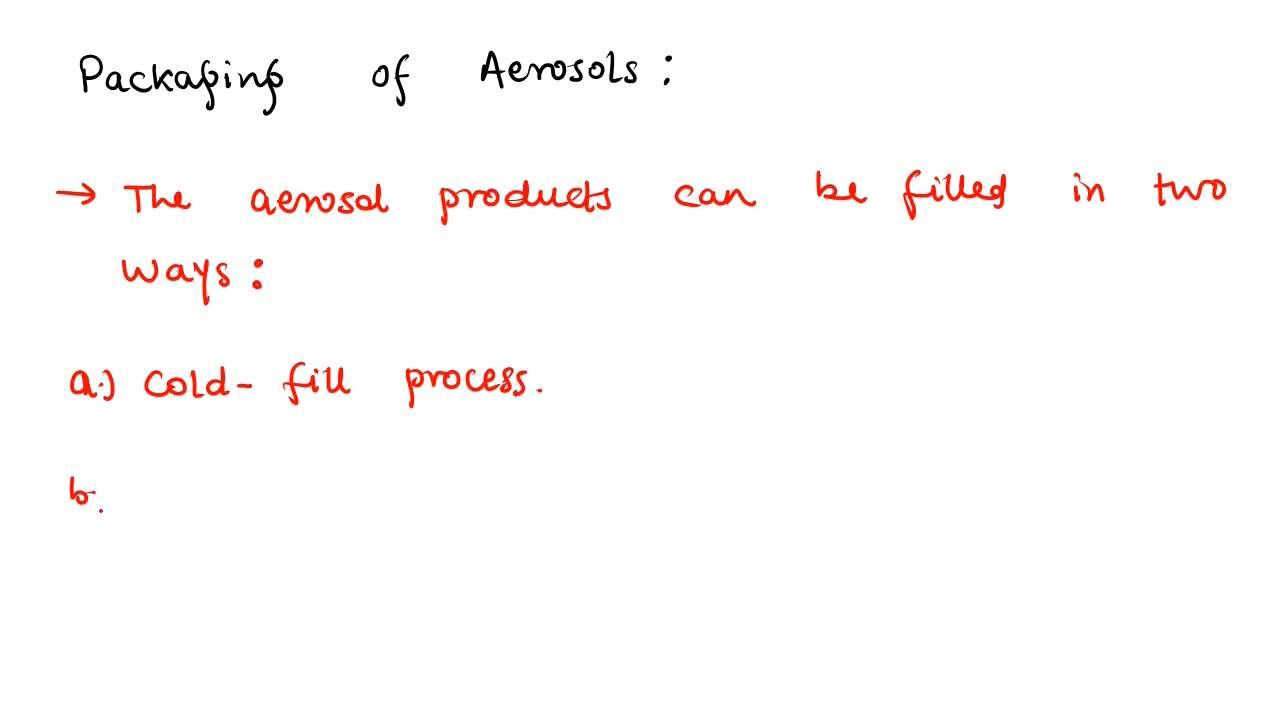 Packaging of Aerosols:
→ The aerosol products can be filled in two
ways:
a.) Cold-fill process.
b.